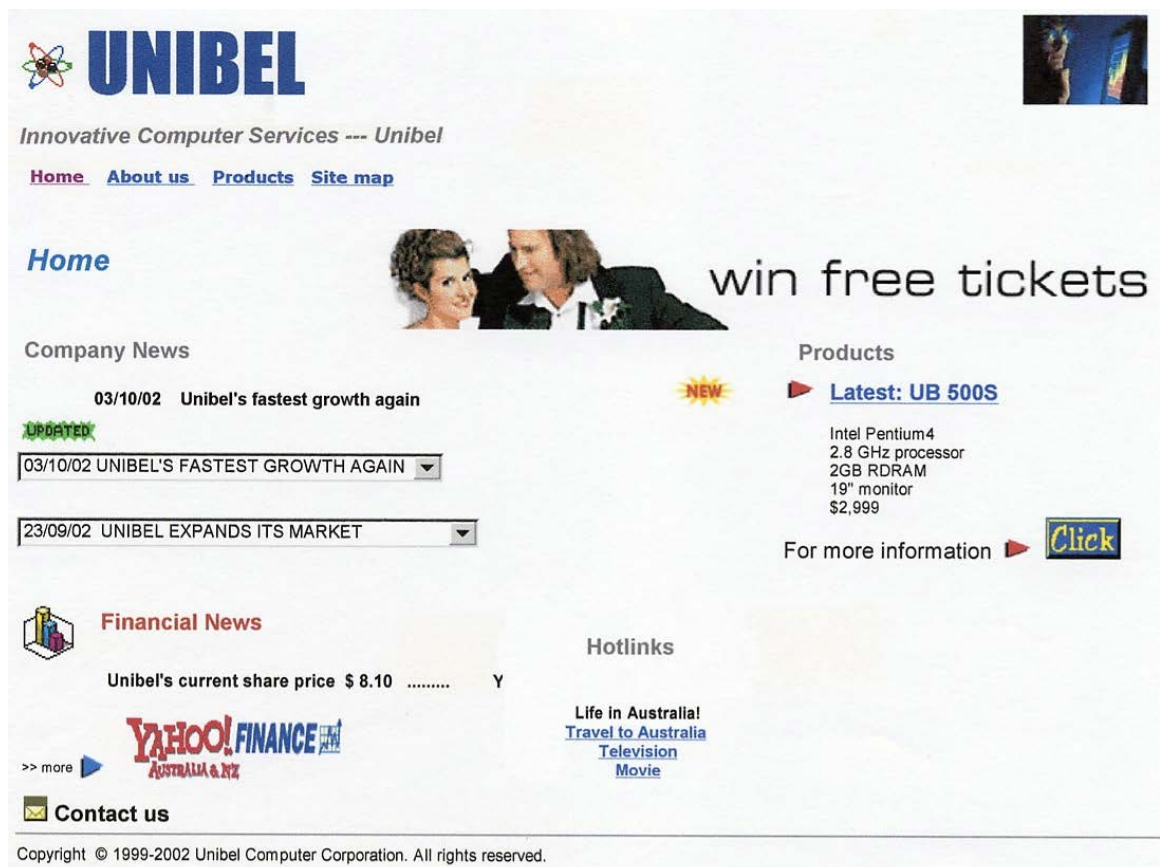 UNIBEL
Innovative Computer Services --- Unibel
Home About us Products Site map
Home
win free tickets
Company News
03/10/02 Unibel's fastest growth again
UPDATED
03/10/02 UNIBEL'S FASTEST GROWTH AGAIN
23/09/02 UNIBEL EXPANDS ITS MARKET
Products
NEW
Latest: UB 500S
Intel Pentium4
2.8 GHz processor
2GB RDRAM
19" monitor
$2,999
For more information Click
Financial News
Unibel's current share price $ 8.10 ......... Y
YAHOO! FINANCE
AUSTRALIA & NZ
>> more
Hotlinks
Life in Australia!
Travel to Australia
Television
Movie
Contact us
Copyright © 1999-2002 Unibel Computer Corporation. All rights reserved.